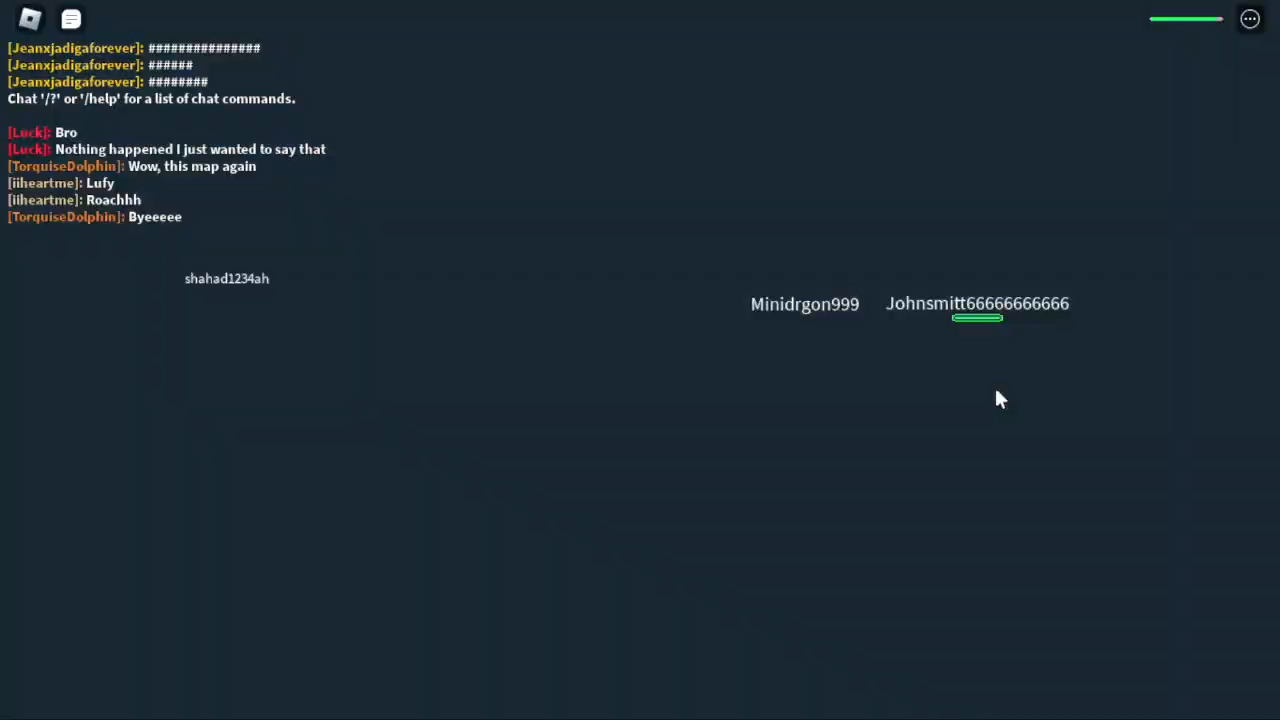 [Jeanxjadigaforever]: ###############
[Jeanxjadigaforever]: ######
[Jeanxjadigaforever]: ########
Chat '/?' or '/help' for a list of chat commands.
[Luck]: Bro
[Luck]: Nothing happened I just wanted to say that
[TorquiseDolphin]: Wow, this map again
[iiheartme]: Lufy
[iiheartme]: Roachhh
[TorquiseDolphin]: Byeeeee
shahad1234ah
Minidrgon999 Johnsmitt66666666666